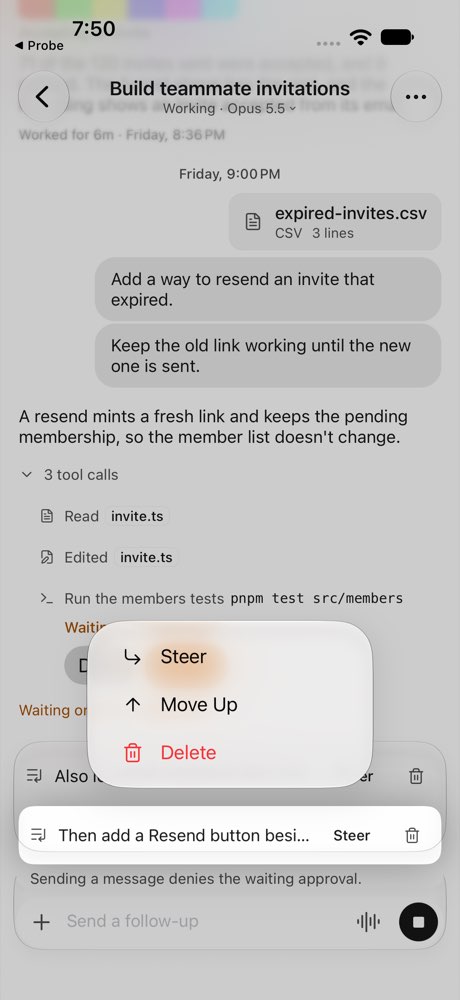 7:50
Probe
Build teammate invitations
Working · Opus 5.5
Worked for 6m · Friday, 8:36 PM
Friday, 9:00 PM
expired-invites.csv
CSV 3 lines
Add a way to resend an invite that
expired.
Keep the old link working until the new
one is sent.
A resend mints a fresh link and keeps the pending
membership, so the member list doesn't change.
3 tool calls
Read invite.ts
Edited invite.ts
Run the members tests pnpm test src/members
Steer
Move Up
Delete
Also
Then add a Resend button besi... Steer
Sending a message denies the waiting approval.
Send a follow-up